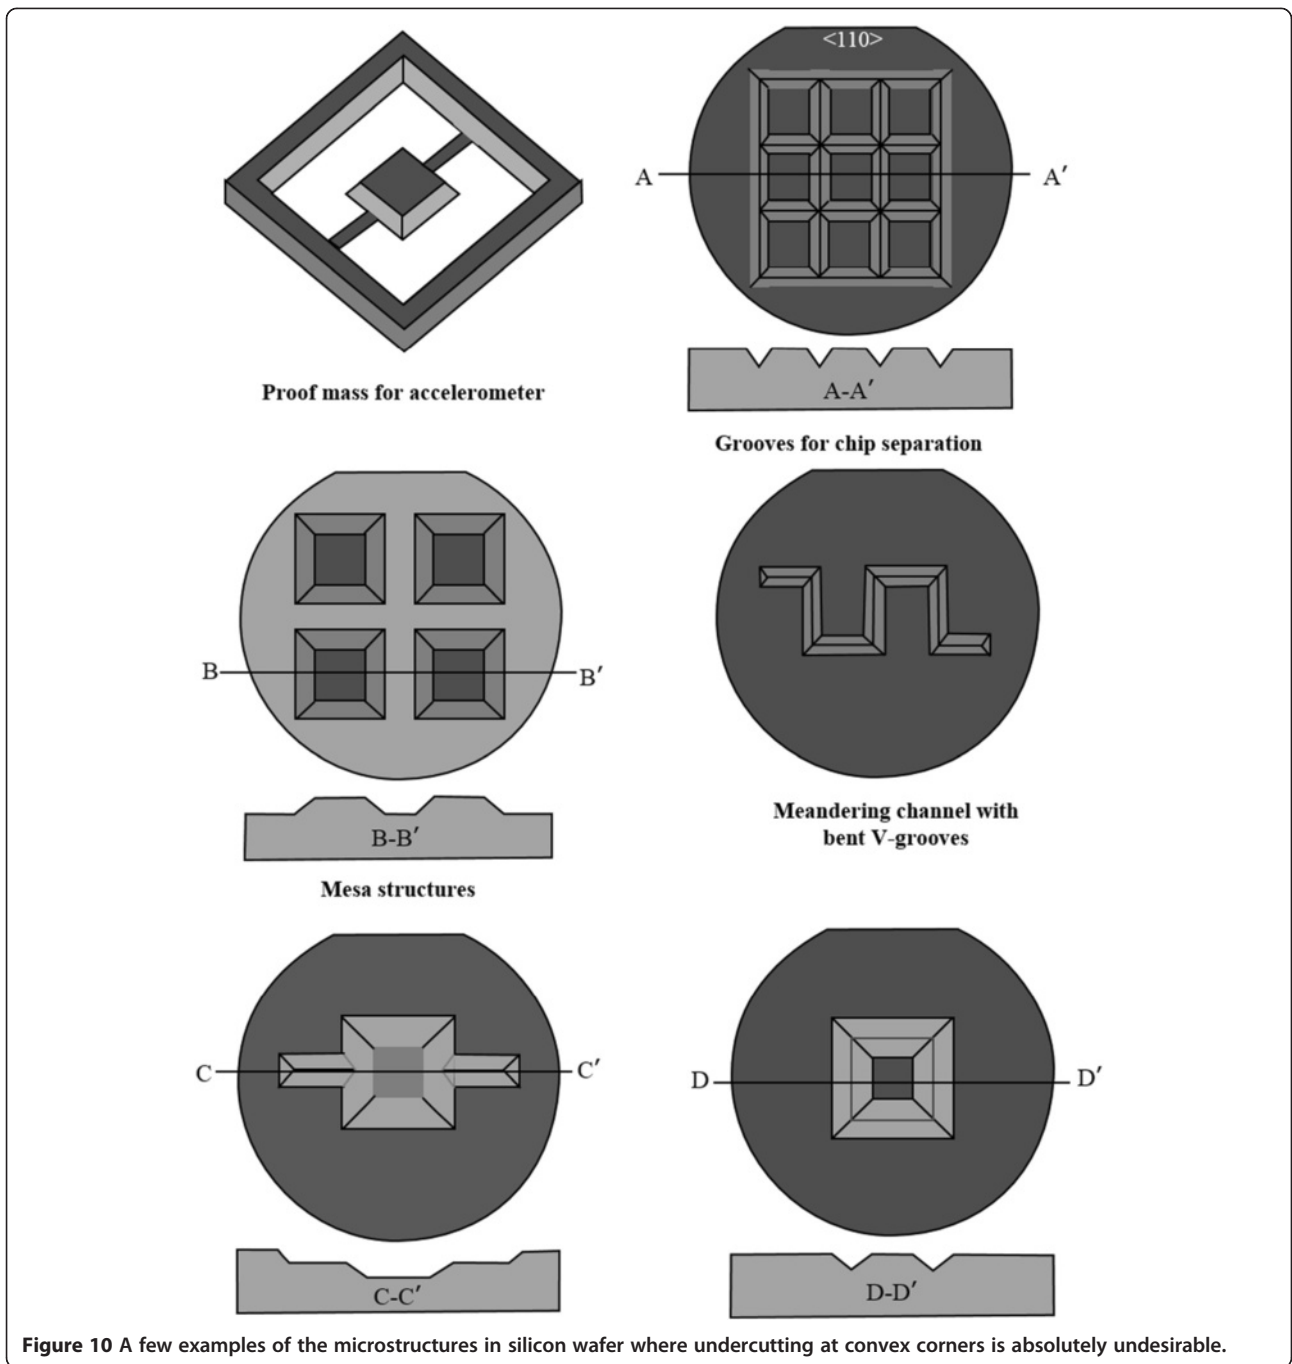 <110>
A
A′
Proof mass for accelerometer
A-A′
Grooves for chip separation
B
B′
B-B′
Mesa structures
Meandering channel with
bent V-grooves
C
C′
D
D′
C-C′
D-D′
Figure 10 A few examples of the microstructures in silicon wafer where undercutting at convex corners is absolutely undesirable.